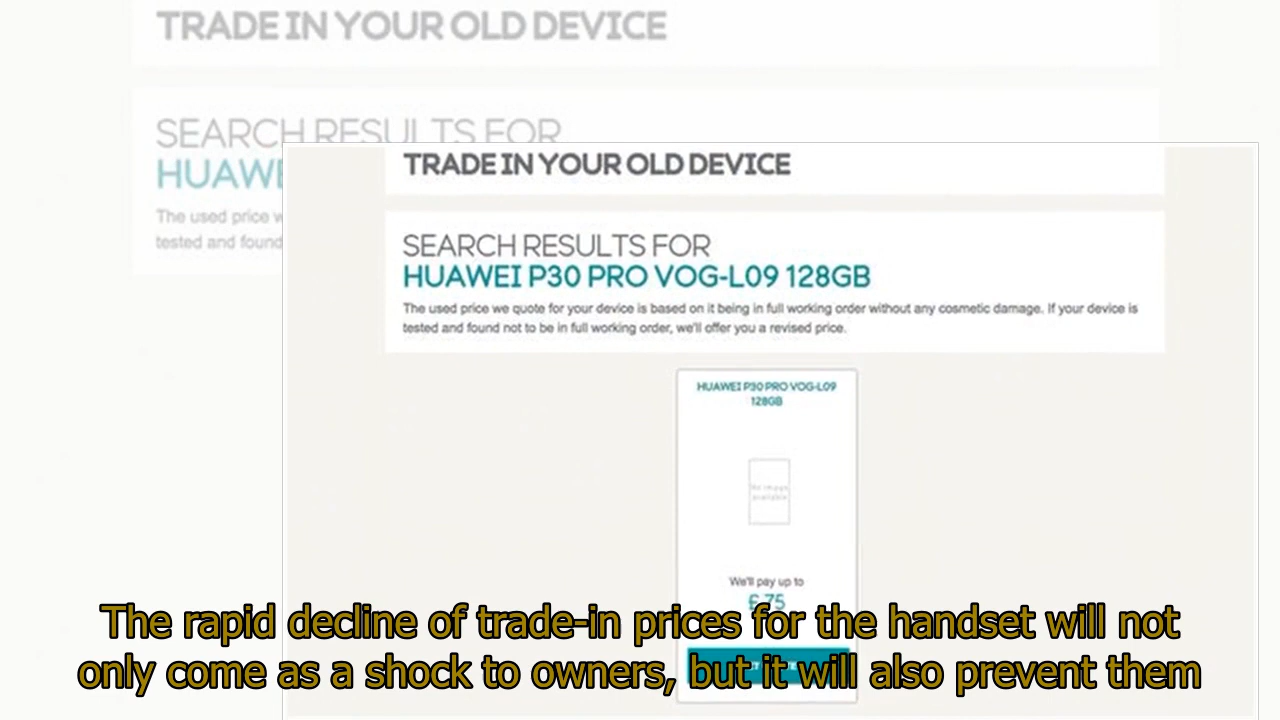 TRADE IN YOUR OLD DEVICE
SEARCH RESULTS FOR
HUAWE
The used price w
tested and found
TRADE IN YOUR OLD DEVICE
SEARCH RESULTS FOR
HUAWEI P30 PRO VOG-L09 128GB
The used price we quote for your device is based on it being in full working order without any cosmetic damage. If your device is
tested and found not to be in full working order, we'll offer you a revised price.
HUAWEI P30 PRO VOG-L09
128GB
No image
available
We'll pay up to
£ 75
The rapid decline of trade-in prices for the handset will not
only come as a shock to owners, but it will also prevent them